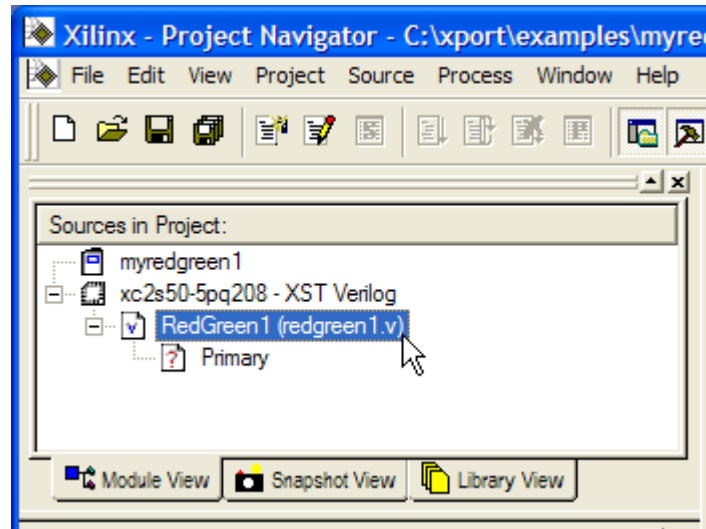 Xilinx - Project Navigator - C:\xport\examples\myre
File Edit View Project Source Process Window Help
Sources in Project:
myredgreen1
xc2s50-5pq208 - XST Verilog
RedGreen1 (redgreen1.v)
Primary
Module View Snapshot View Library View